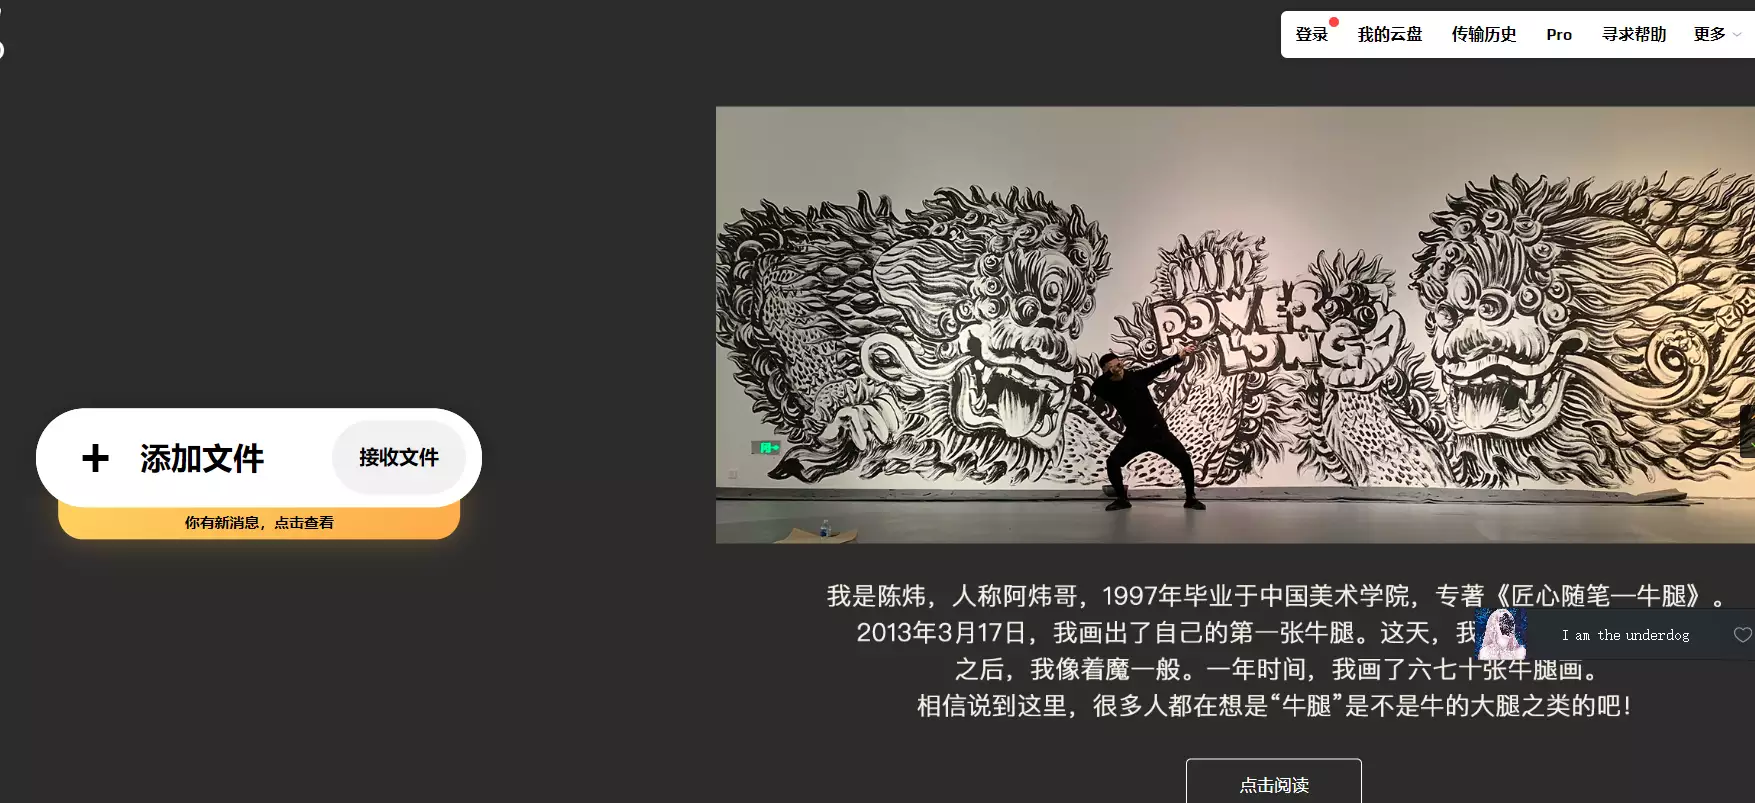 登录 我的云盘 传输历史 Pro 寻求帮助 更多
POWER
LONG
添加文件 接收文件
你有新消息，点击查看
我是陈炜，人称阿炜哥，1997年毕业于中国美术学院，专著《匠心随笔—牛腿》。
2013年3月17日，我画出了自己的第一张牛腿。这天，我
I am the underdog
之后，我像着魔一般。一年时间，我画了六七十张牛腿画。
相信说到这里，很多人都在想是“牛腿”是不是牛的大腿之类的吧！
点击阅读